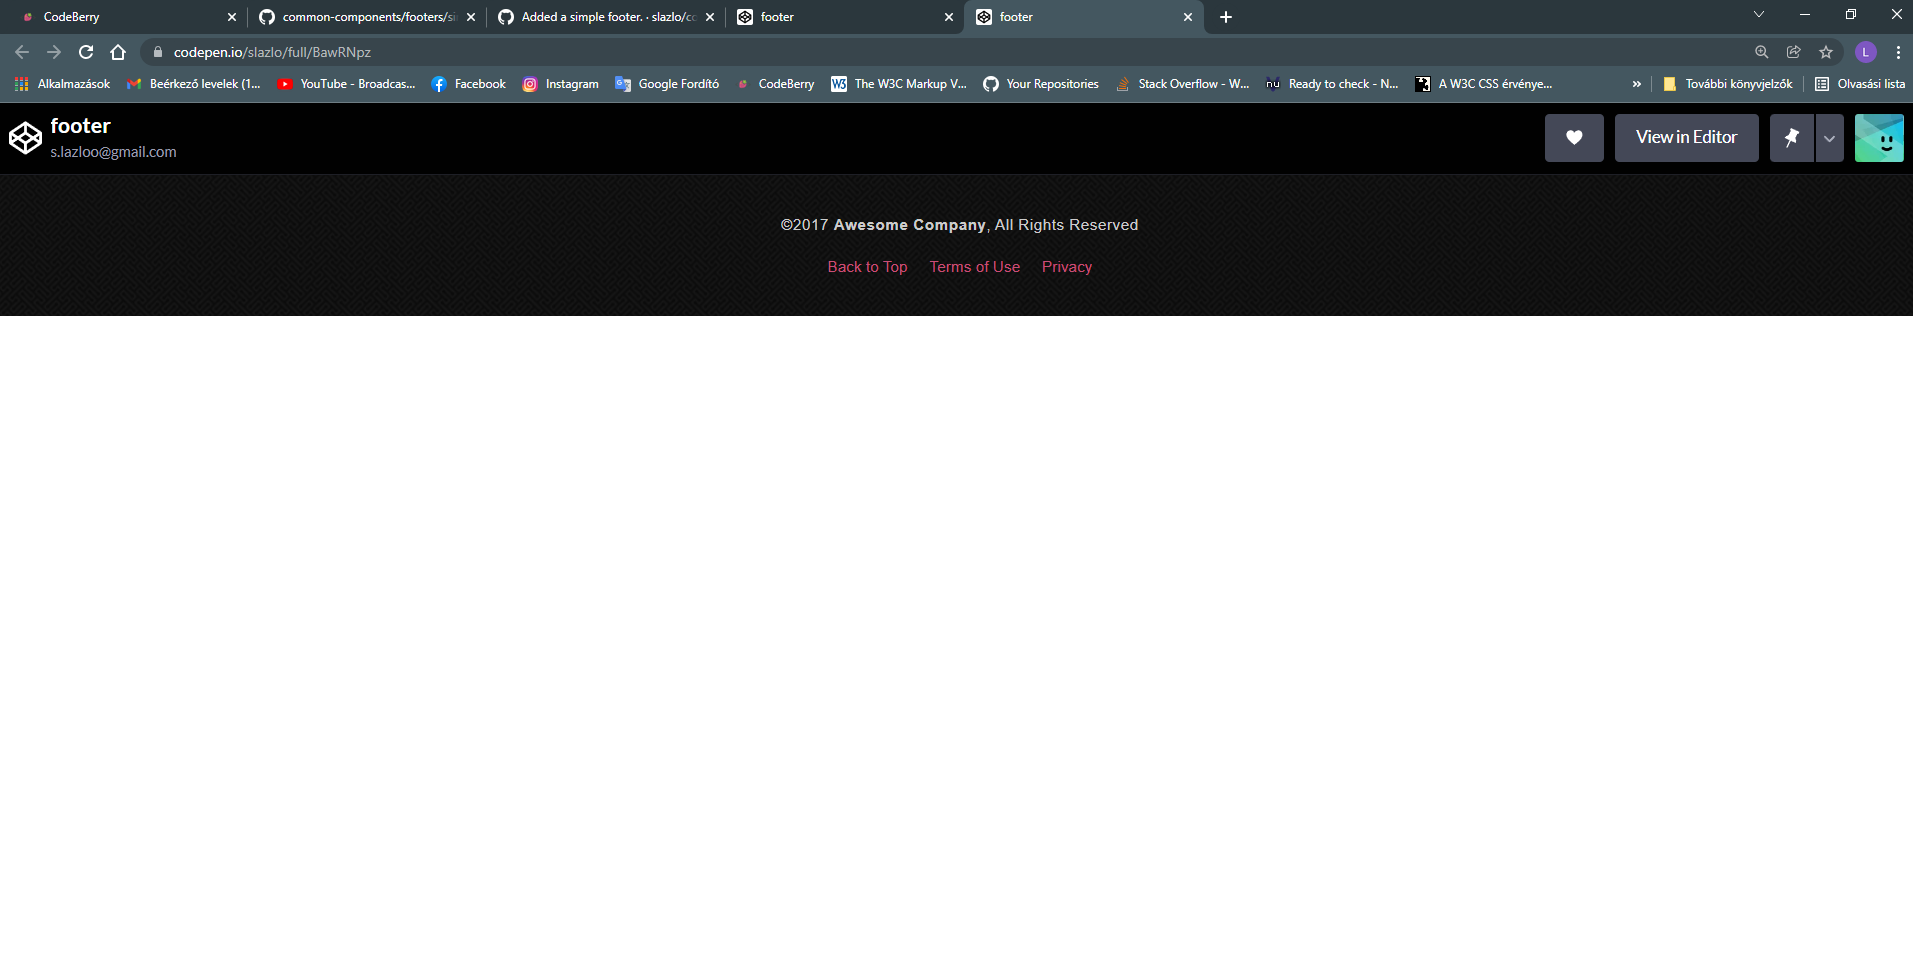 CodeBerry
common-components/footers/si
Added a simple footer. · slazlo/co
footer
footer
codepen.io/slazlo/full/BawRNpz
L
Alkalmazások
Beérkező levelek (1...
YouTube - Broadcas...
Facebook
Instagram
Google Fordító
CodeBerry
The W3C Markup V...
Your Repositories
Stack Overflow - W...
Ready to check - N...
A W3C CSS érvénye...
»
További könyvjelzők
Olvasási lista
footer
s.lazloo@gmail.com
View in Editor
©2017 Awesome Company, All Rights Reserved
Back to Top Terms of Use Privacy